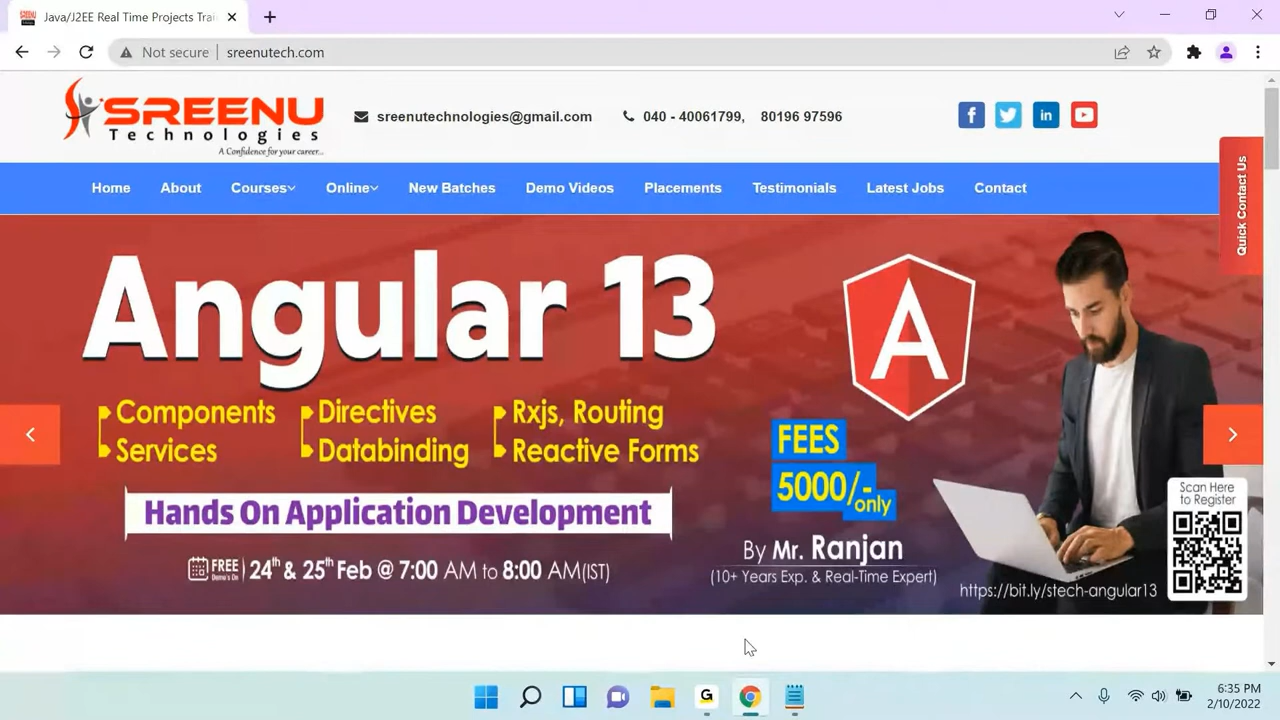 Java/J2EE Real Time Projects Trai
Not secure
sreenutech.com
SREENU
Technologies
A Confidence for your career...
sreenutechnologies@gmail.com
040 - 40061799, 80196 97596
Home About Courses Online New Batches Demo Videos Placements Testimonials Latest Jobs Contact
Quick Contact Us
Angular 13
Components Directives Rxjs, Routing
Services Databinding Reactive Forms
A
FEES
5000/-only
Hands On Application Development
FREE Demo's On 24th & 25th Feb @ 7:00 AM to 8:00 AM(IST)
By Mr. Ranjan
(10+ Years Exp. & Real-Time Expert)
Scan Here
to Register
https://bit.ly/stech-angular13
6:35 PM
2/10/2022